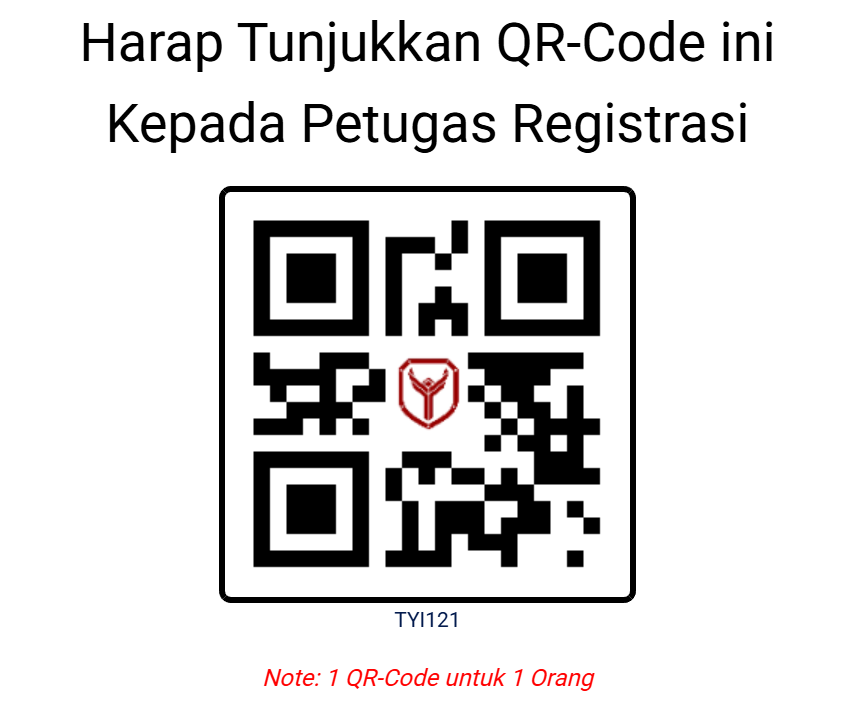 Harap Tunjukkan QR-Code ini
Kepada Petugas Registrasi
TYI121
Note: 1 QR-Code untuk 1 Orang